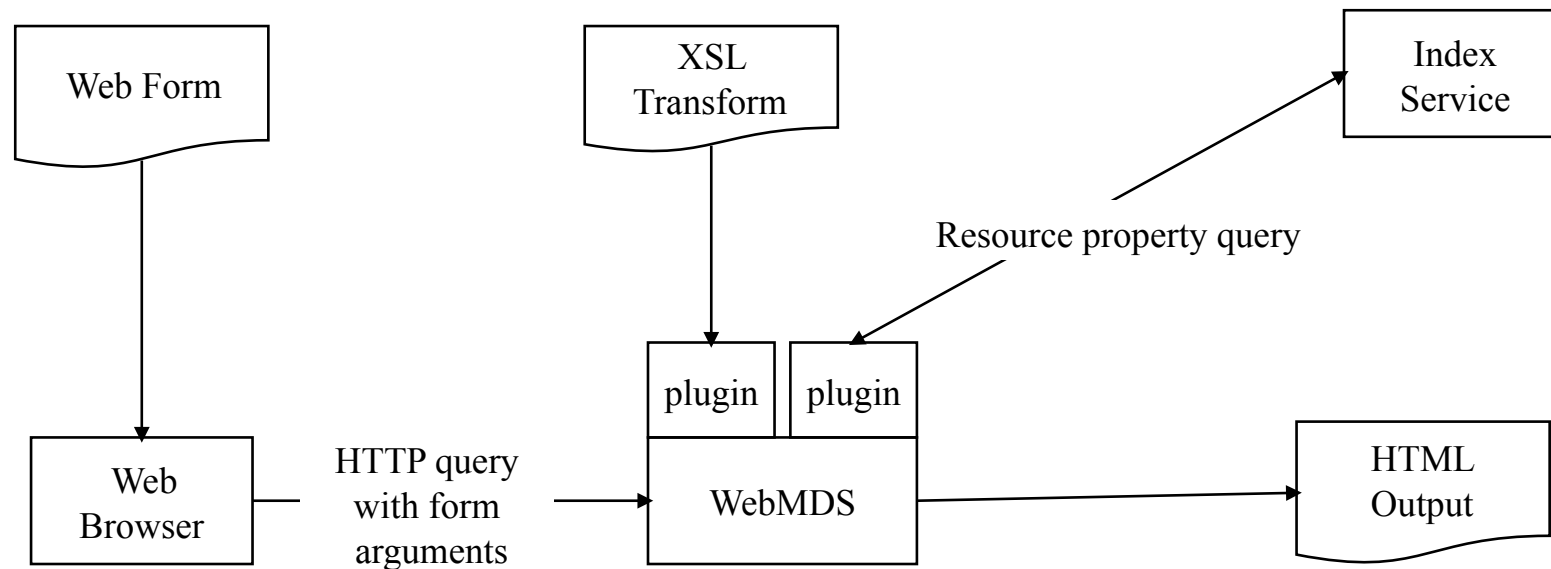 Web Form
XSL
Transform
Index
Service
Resource property query
plugin
plugin
Web
Browser
HTTP query
with form
arguments
WebMDS
HTML
Output